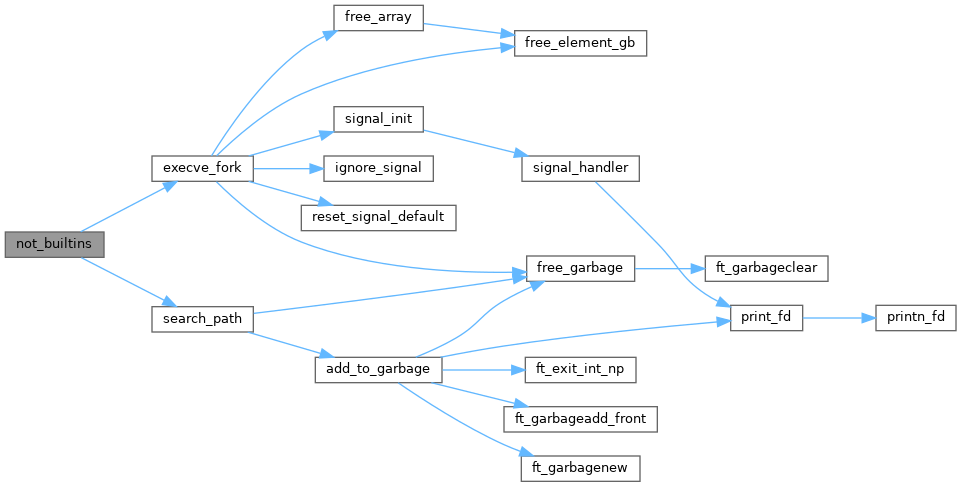 free_array
free_element_gb
signal_init
execve_fork
ignore_signal
signal_handler
reset_signal_default
not_builtins
free_garbage
ft_garbageclear
search_path
print_fd
printn_fd
add_to_garbage
ft_exit_int_np
ft_garbageadd_front
ft_garbagenew